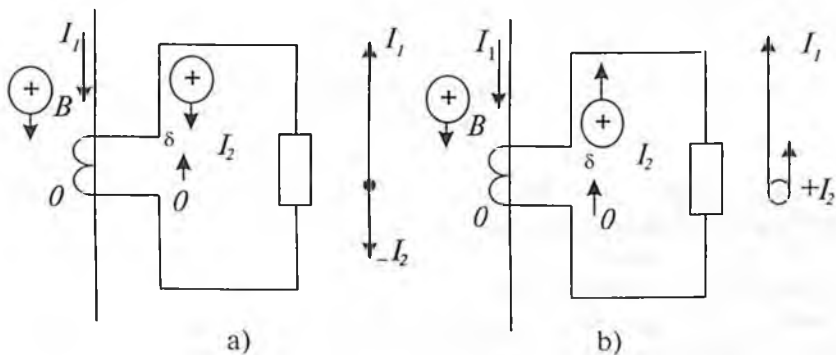 I₁
+
B
+
δ
I₂
0
0
I₁
–I₂
a)
I₁
+
B
+
δ
I₂
0
0
I₁
+I₂
b)